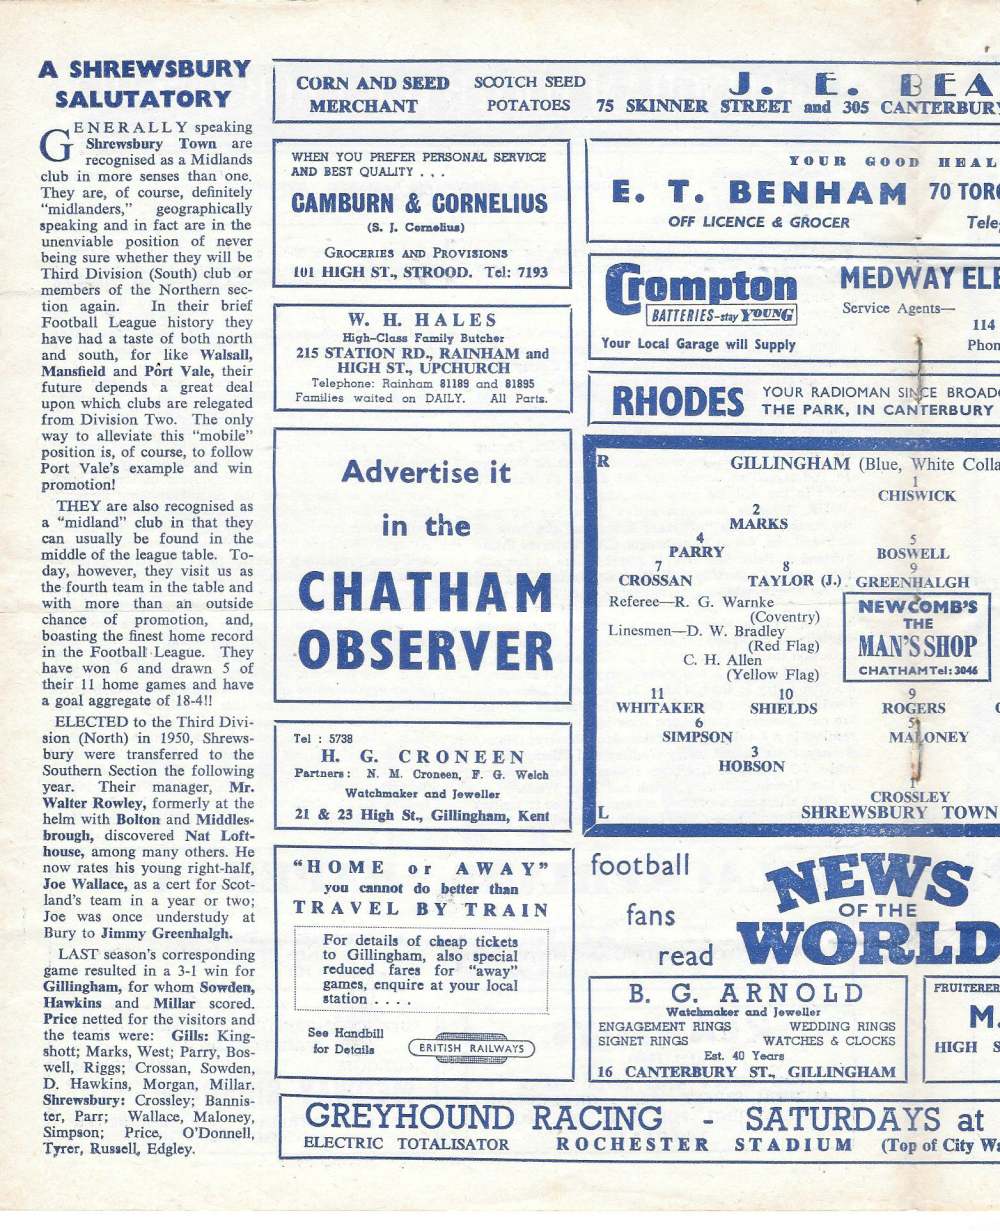 A SHREWSBURY
SALUTATORY
GENERALLY speaking
Shrewsbury Town are
recognised as a Midlands
club in more senses than one.
They are, of course, definitely
"midlanders," geographically
speaking and in fact are in the
unenviable position of never
being sure whether they will be
Third Division (South) club or
members of the Northern sec-
tion again. In their brief
Football League history they
have had a taste of both north
and south, for like Walsall,
Mansfield and Port Vale, their
future depends a great deal
upon which clubs are relegated
from Division Two. The only
way to alleviate this "mobile"
position is, of course, to follow
Port Vale's example and win
promotion!
THEY are also recognised as
a "midland" club in that they
can usually be found in the
middle of the league table. To-
day, however, they visit us as
the fourth team in the table and
with more than an outside
chance of promotion, and,
boasting the finest home record
in the Football League. They
have won 6 and drawn 5 of
their 11 home games and have
a goal aggregate of 18-4!!
ELECTED to the Third Divi-
sion (North) in 1950, Shrews-
bury were transferred to the
Southern Section the following
year. Their manager, Mr.
Walter Rowley, formerly at the
helm with Bolton and Middles-
brough, discovered Nat Loft-
house, among many others. He
now rates his young right-half,
Joe Wallace, as a cert for Scot-
land's team in a year or two;
Joe was once understudy at
Bury to Jimmy Greenhalgh.
LAST season's corresponding
game resulted in a 3-1 win for
Gillingham, for whom Sowden,
Hawkins and Millar scored.
Price netted for the visitors and
the teams were: Gills: King-
shott; Marks, West; Parry, Bos-
well, Riggs; Crossan, Sowden,
D. Hawkins, Morgan, Millar.
Shrewsbury: Crossley; Bannis-
ter, Parr; Wallace, Maloney,
Simpson; Price, O'Donnell,
Tyrer, Russell, Edgley.
CORN AND SEED SCOTCH SEED J. E. BEA
MERCHANT POTATOES 75 SKINNER STREET and 305 CANTERBURY
WHEN YOU PREFER PERSONAL SERVICE
AND BEST QUALITY . . .
CAMBURN & CORNELIUS
(S. J. Cornelius)
GROCERIES AND PROVISIONS
101 HIGH ST., STROOD. Tel: 7193
W. H. HALES
High-Class Family Butcher
215 STATION RD., RAINHAM and
HIGH ST., UPCHURCH
Telephone: Rainham 81189 and 81895
Families waited on DAILY. All Parts.
Advertise it
in the
CHATHAM
OBSERVER
Tel : 5738
H. G. CRONEEN
Partners: N. M. Croneen, F. G. Welch
Watchmaker and Jeweller
21 & 23 High St., Gillingham, Kent
"HOME or AWAY"
you cannot do better than
TRAVEL BY TRAIN
For details of cheap tickets
to Gillingham, also special
reduced fares for "away"
games, enquire at your local
station . . . .
See Handbill
for Details
BRITISH RAILWAYS
YOUR GOOD HEAL
E. T. BENHAM 70 TORO
OFF LICENCE & GROCER Tele
Crompton
BATTERIES-stay YOUNG
Your Local Garage will Supply
MEDWAY ELE
Service Agents—
114
Phon
RHODES YOUR RADIOMAN SINCE BROADC
THE PARK, IN CANTERBURY
R GILLINGHAM (Blue, White Colla
1
CHISWICK
2
MARKS
4 5
PARRY BOSWELL
7 8 9
CROSSAN TAYLOR (J.) GREENHALGH
Referee—R. G. Warnke
(Coventry)
Linesmen—D. W. Bradley
(Red Flag)
C. H. Allen
(Yellow Flag)
NEWCOMB'S
THE
MAN'S SHOP
CHATHAM Tel: 3046
11 10 9
WHITAKER SHIELDS ROGERS
6 5
SIMPSON MALONEY
3
HOBSON
1
CROSSLEY
L SHREWSBURY TOWN
football
fans
read
NEWS
OF THE
WORLD
B. G. ARNOLD
Watchmaker and Jeweller
ENGAGEMENT RINGS WEDDING RINGS
SIGNET RINGS WATCHES & CLOCKS
Est. 40 Years
16 CANTERBURY ST., GILLINGHAM
FRUITERER
M.
HIGH S
GREYHOUND RACING - SATURDAYS at
ELECTRIC TOTALISATOR ROCHESTER STADIUM (Top of City Wa